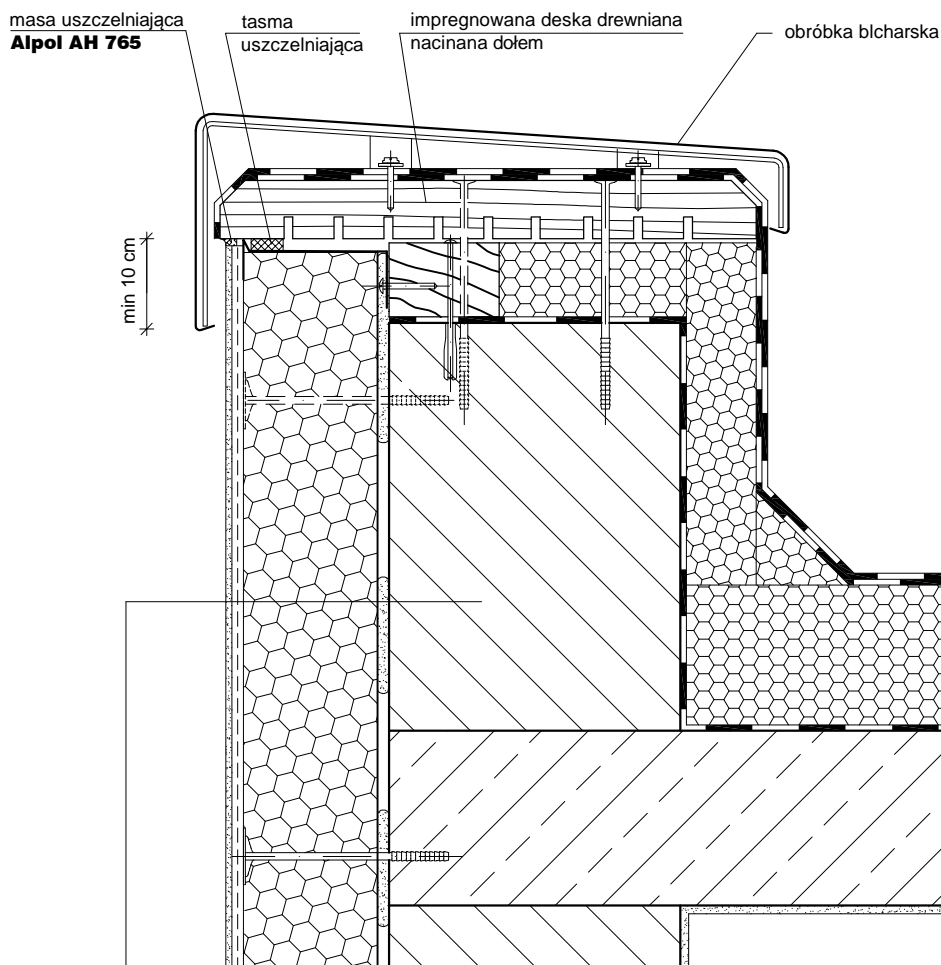 masa uszczelniająca
Alpol AH 765
tasma
uszczelniająca
impregnowana deska drewniana
nacinana dołem
obróbka blcharska
min 10 cm